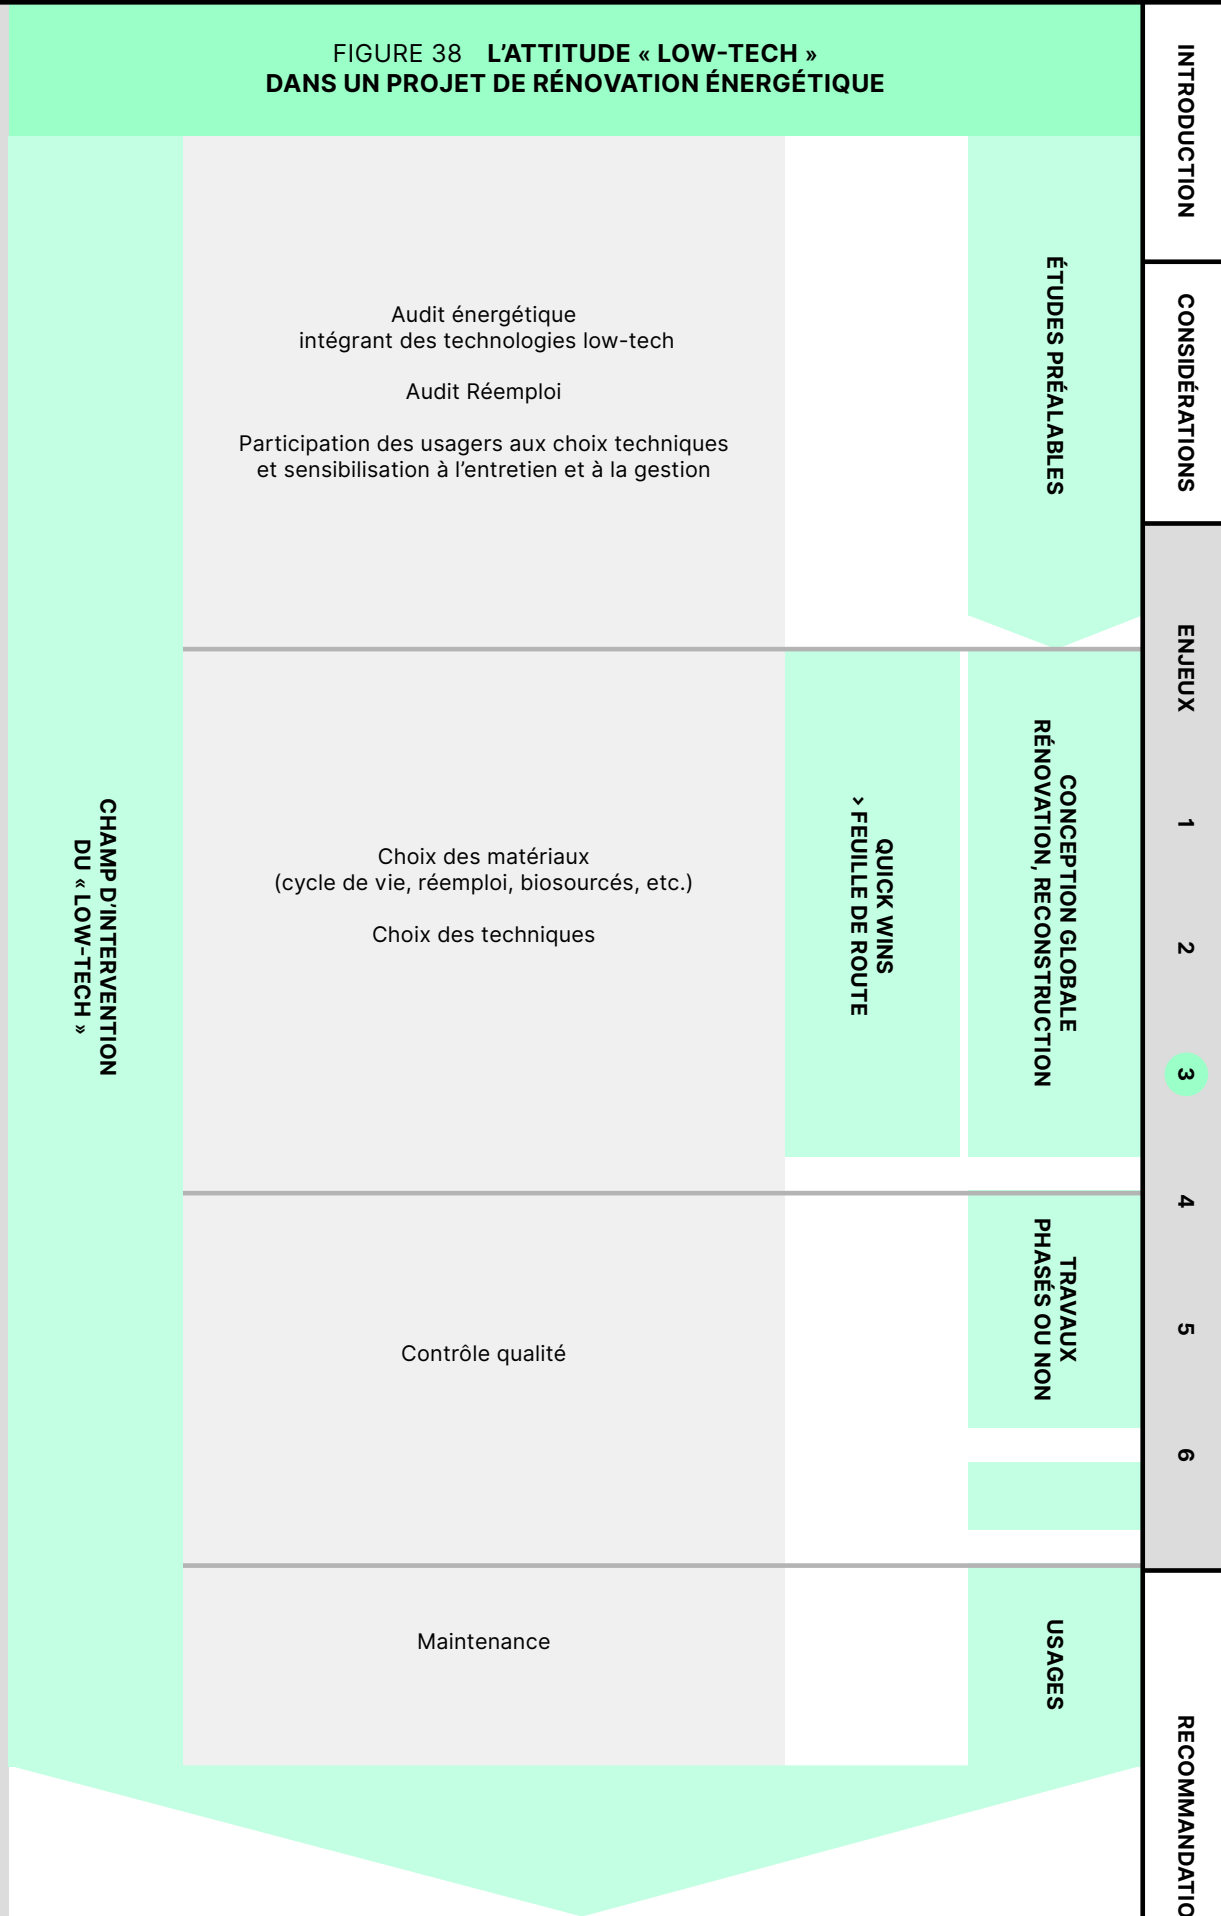 FIGURE 38 L'ATTITUDE « LOW-TECH »
DANS UN PROJET DE RÉNOVATION ÉNERGÉTIQUE
CHAMP D'INTERVENTION
DU « LOW-TECH »
Audit énergétique
intégrant des technologies low-tech
Audit Réemploi
Participation des usagers aux choix techniques
et sensibilisation à l'entretien et à la gestion
ÉTUDES PRÉALABLES
Choix des matériaux
(cycle de vie, réemploi, biosourcés, etc.)
Choix des techniques
QUICK WINS
> FEUILLE DE ROUTE
CONCEPTION GLOBALE
RÉNOVATION, RECONSTRUCTION
Contrôle qualité
TRAVAUX
PHASÉS OU NON
Maintenance
USAGES
INTRODUCTION
CONSIDÉRATIONS
ENJEUX
1
2
3
4
5
6
RECOMMANDATIO